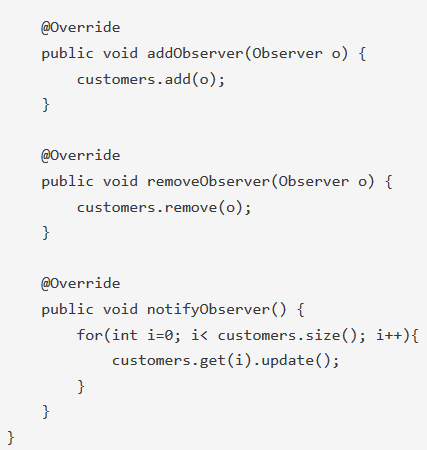 @Override
public void addObserver(Observer o) {
customers.add(o);
}
@Override
public void removeObserver(Observer o) {
customers.remove(o);
}
@Override
public void notifyObserver() {
for(int i=0; i< customers.size(); i++){
customers.get(i).update();
}
}
}